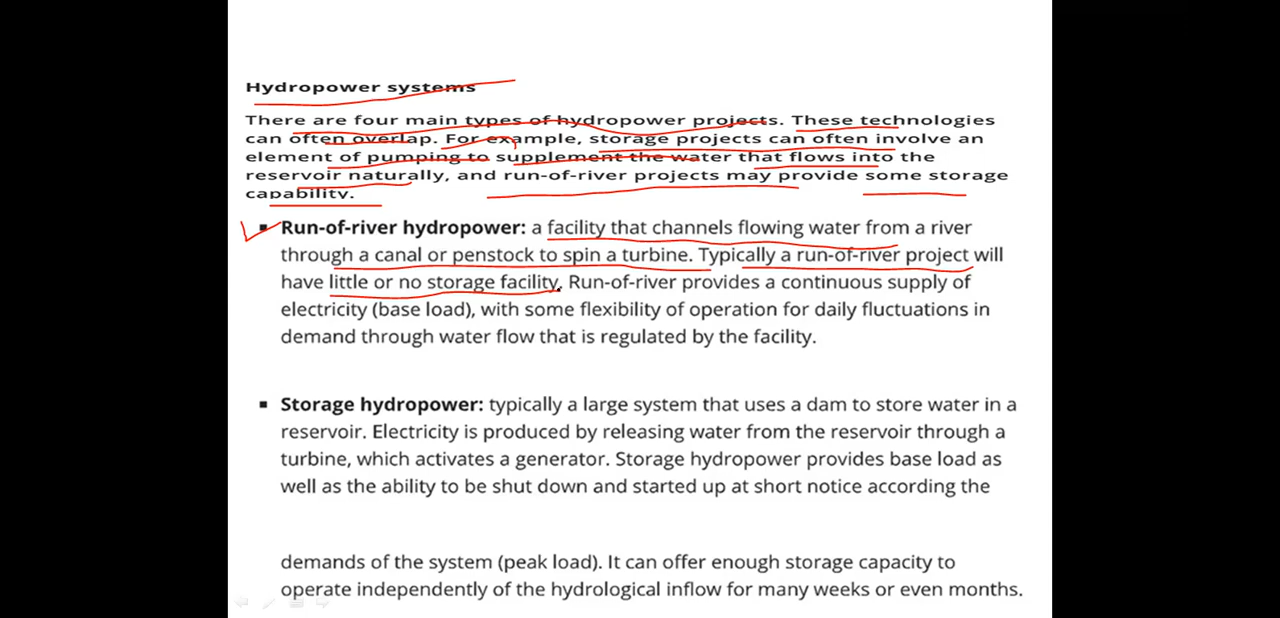 Hydropower systems
There are four main types of hydropower projects. These technologies
can often overlap. For example, storage projects can often involve an
element of pumping to supplement the water that flows into the
reservoir naturally, and run-of-river projects may provide some storage
capability.
▪ Run-of-river hydropower: a facility that channels flowing water from a river
through a canal or penstock to spin a turbine. Typically a run-of-river project will
have little or no storage facility. Run-of-river provides a continuous supply of
electricity (base load), with some flexibility of operation for daily fluctuations in
demand through water flow that is regulated by the facility.
▪ Storage hydropower: typically a large system that uses a dam to store water in a
reservoir. Electricity is produced by releasing water from the reservoir through a
turbine, which activates a generator. Storage hydropower provides base load as
well as the ability to be shut down and started up at short notice according the
demands of the system (peak load). It can offer enough storage capacity to
operate independently of the hydrological inflow for many weeks or even months.